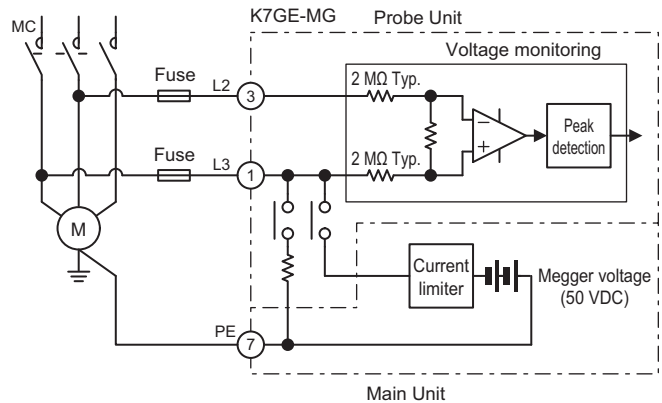 K7GE-MG
Probe Unit
MC
Voltage monitoring
Fuse
L2
3
2 MΩ Typ.
−
+
Peak
detection
Fuse
L3
1
2 MΩ Typ.
M
Current
limiter
Megger voltage
(50 VDC)
PE
7
Main Unit